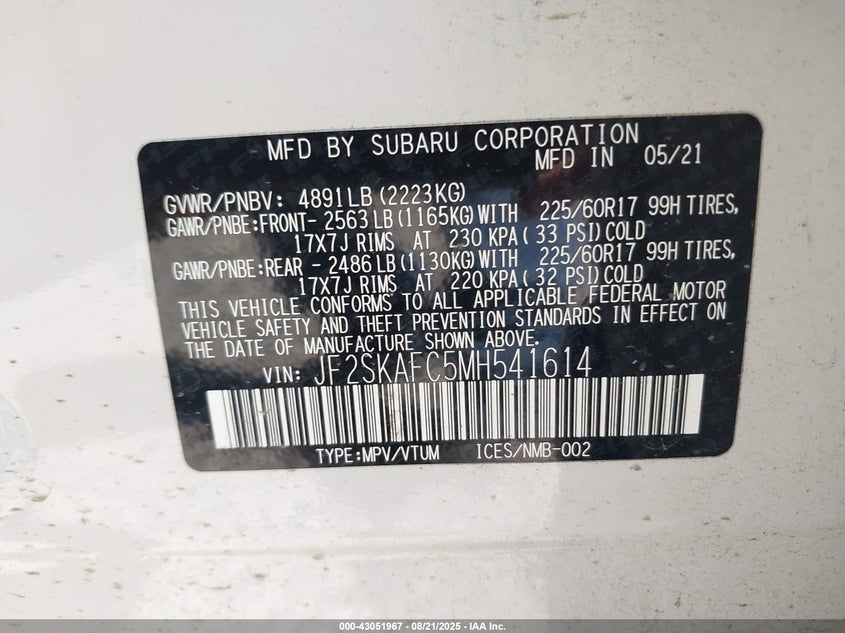 MFD BY SUBARU CORPORATION
MFD IN 05/21
GVWR/PNBV: 4891LB (2223KG)
GAWR/PNBE:FRONT- 2563 LB (1165KG) WITH 225/60R17 99H TIRES,
17X7J RIMS AT 230 KPA ( 33 PSI) COLD
GAWR/PNBE:REAR - 2486 LB (1130KG) WITH 225/60R17 99H TIRES,
17X7J RIMS AT 220 KPA ( 32 PSI) COLD
THIS VEHICLE CONFORMS TO ALL APPLICABLE FEDERAL MOTOR
VEHICLE SAFETY AND THEFT PREVENTION STANDARDS IN EFFECT ON
THE DATE OF MANUFACTURE SHOWN ABOVE.
VIN: JF2SKAFC5MH541614
TYPE:MPV/VTUM ICES/NMB-002
000-43051967 - 08/21/2025 - IAA Inc.